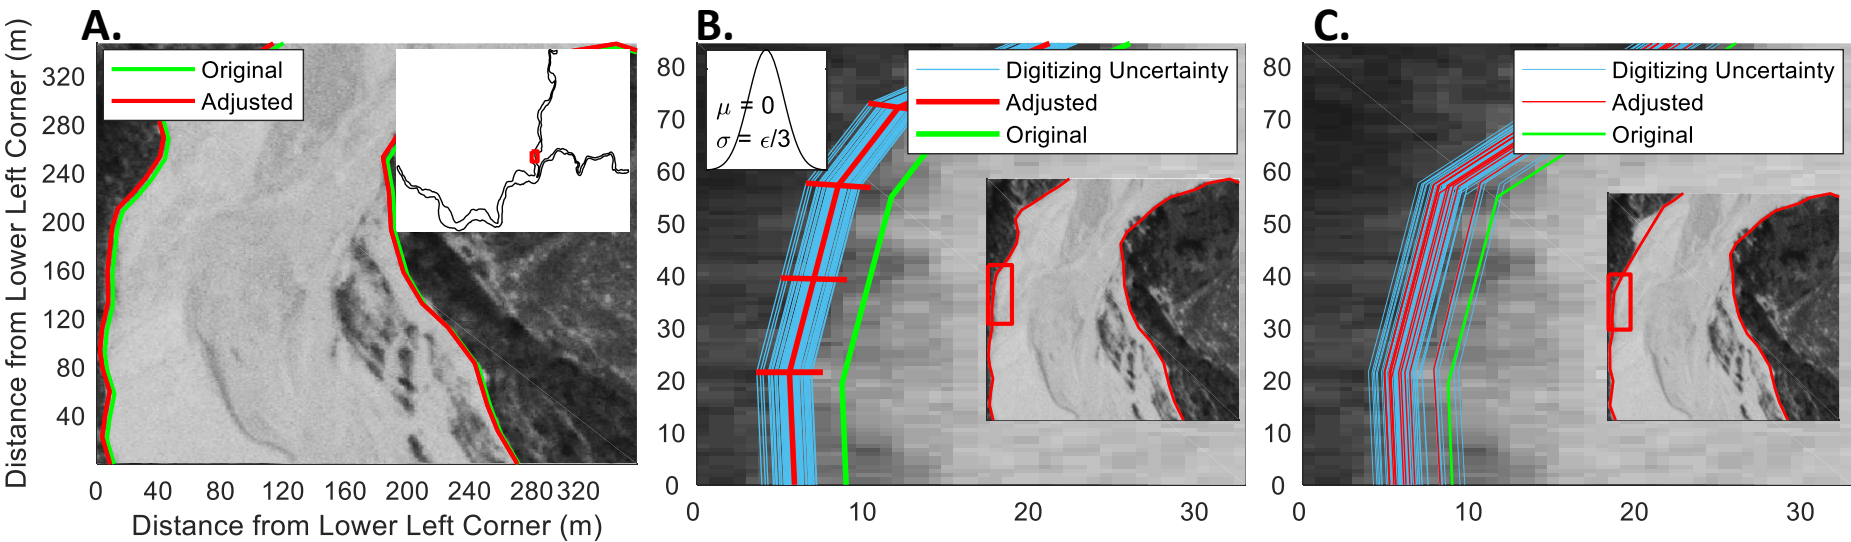 A.
Distance from Lower Left Corner (m)
320
280
240
200
160
120
80
40
Original
Adjusted
0 40 80 120 160 200 240 280 320
Distance from Lower Left Corner (m)
B.
80
70
60
50
40
30
20
10
0
μ = 0
σ = ϵ/3
Digitizing Uncertainty
Adjusted
Original
0 10 20 30
C.
80
70
60
50
40
30
20
10
0
Digitizing Uncertainty
Adjusted
Original
0 10 20 30